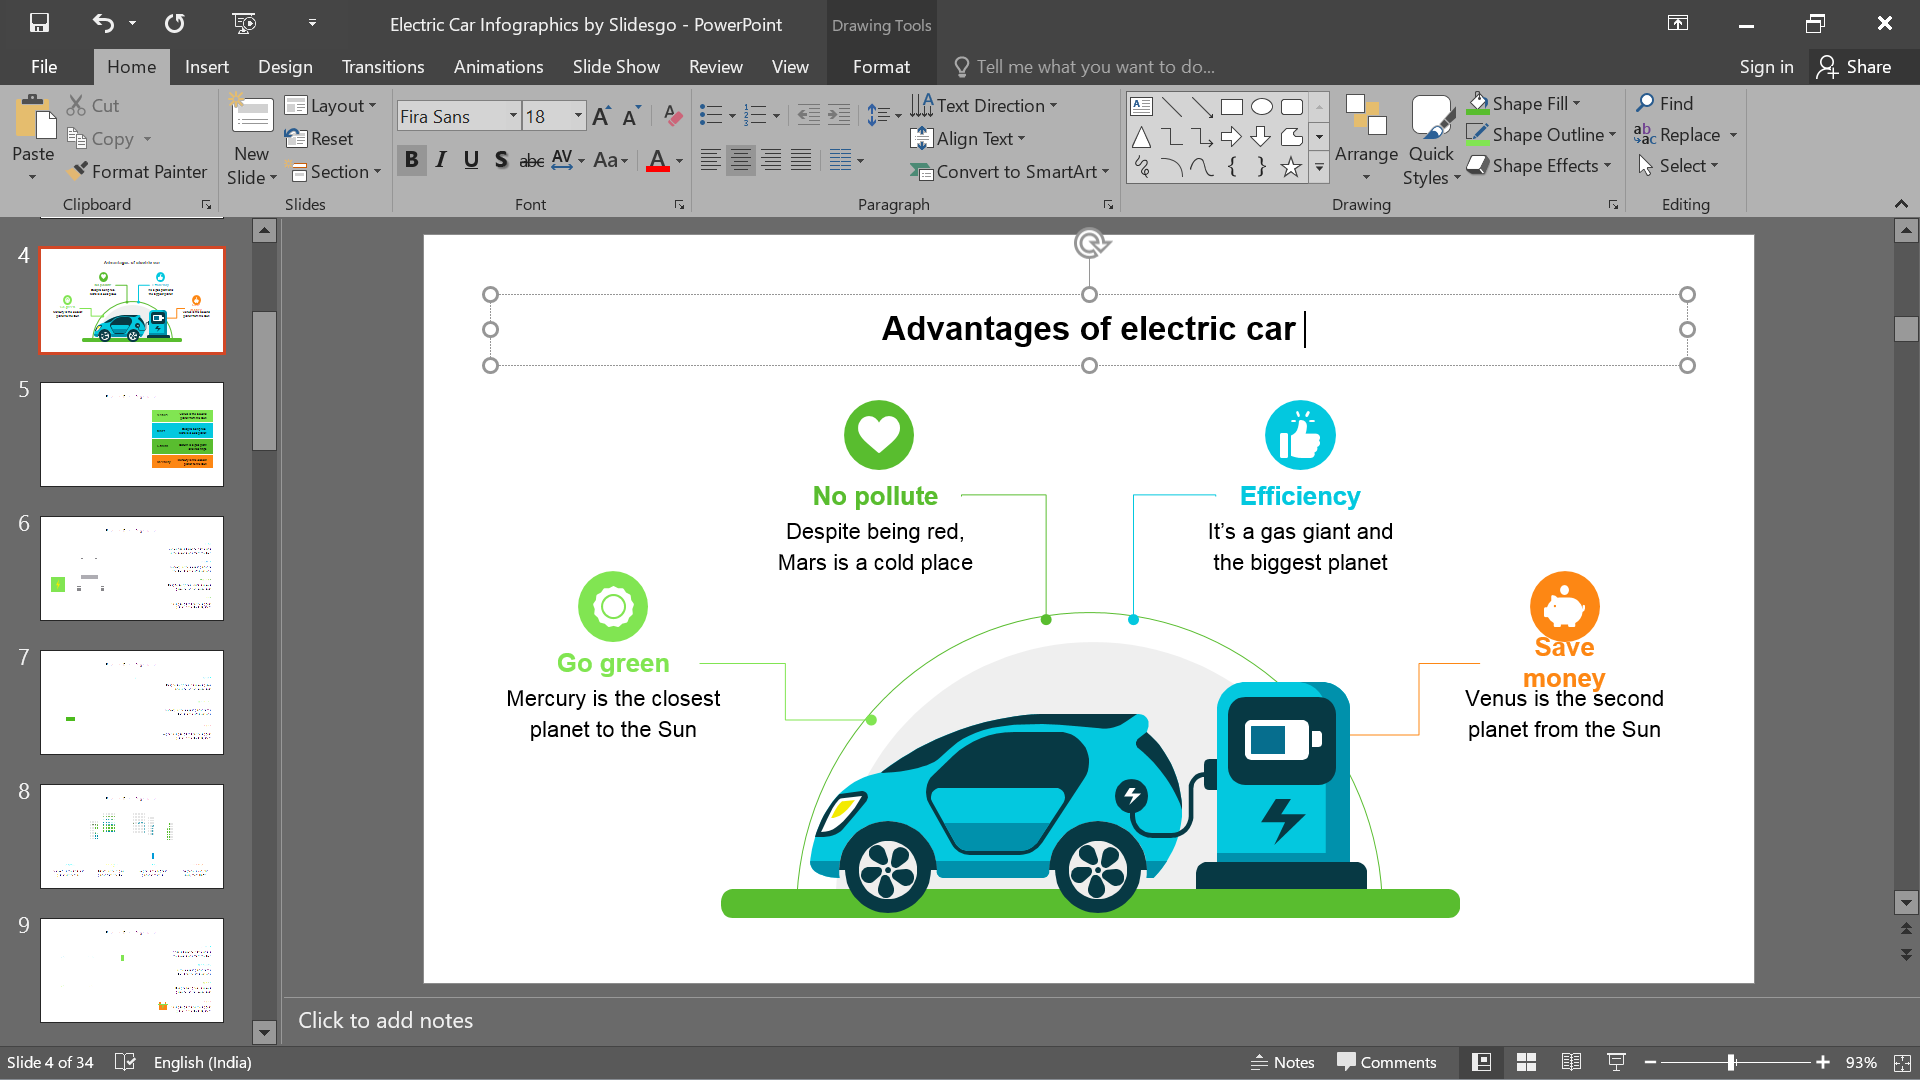 Electric Car Infographics by Slidesgo - PowerPoint
Drawing Tools
File
Home
Insert
Design
Transitions
Animations
Slide Show
Review
View
Format
Tell me what you want to do...
Sign in
Share
Paste
Cut
Copy
Format Painter
Clipboard
New
Slide
Layout
Reset
Section
Slides
Fira Sans
18
A
A
B I U S abc AV Aa A
Font
Text Direction
Align Text
Convert to SmartArt
Paragraph
Arrange
Quick
Styles
Shape Fill
Shape Outline
Shape Effects
Drawing
Find
Replace
Select
Editing
4
5
6
7
8
9
Advantages of electric car
No pollute
Despite being red,
Mars is a cold place
Efficiency
It’s a gas giant and
the biggest planet
Go green
Mercury is the closest
planet to the Sun
Save
money
Venus is the second
planet from the Sun
Click to add notes
Slide 4 of 34
English (India)
Notes
Comments
93%